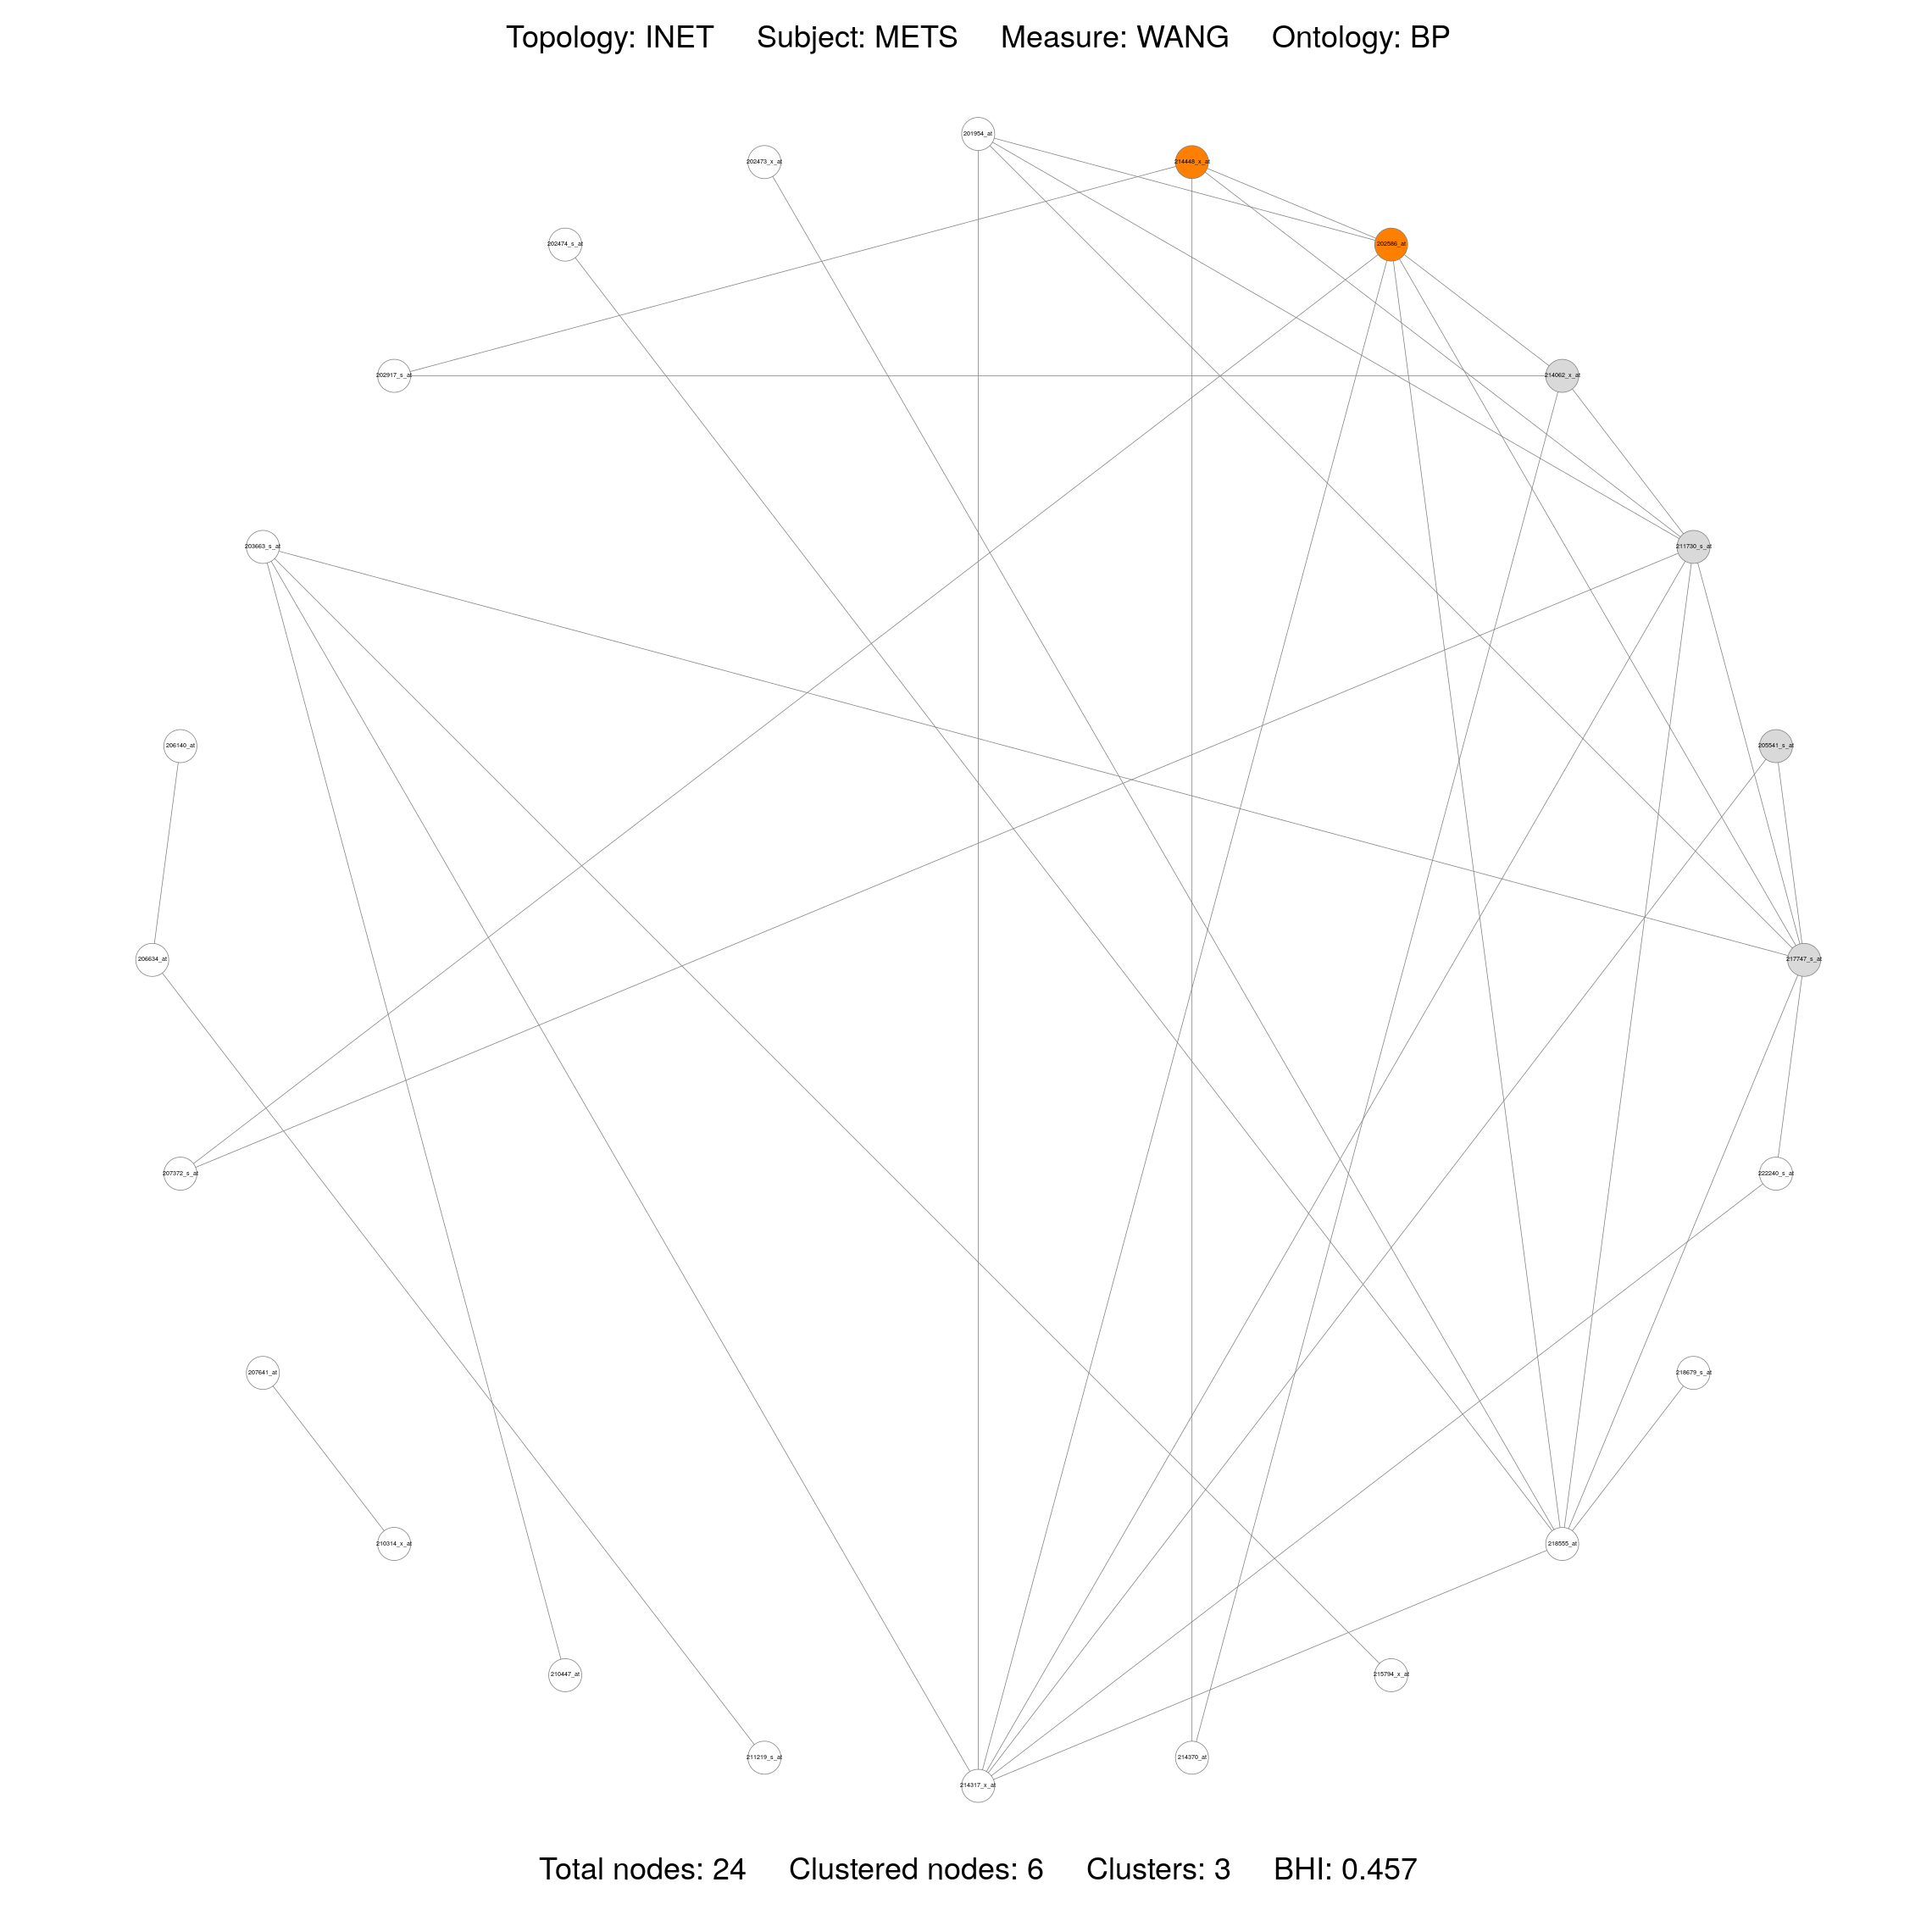 Topology: INET Subject: METS Measure: WANG Ontology: BP
201954_at
202473_x_at
214448_x_at
202474_s_at
202586_at
202917_s_at
214062_x_at
203663_s_at
211730_s_at
206140_at
205541_s_at
206634_at
217747_s_at
207372_s_at
222240_s_at
207641_at
218679_s_at
210314_x_at
218555_at
210447_at
215794_x_at
211219_s_at
214370_at
214317_x_at
Total nodes: 24 Clustered nodes: 6 Clusters: 3 BHI: 0.457